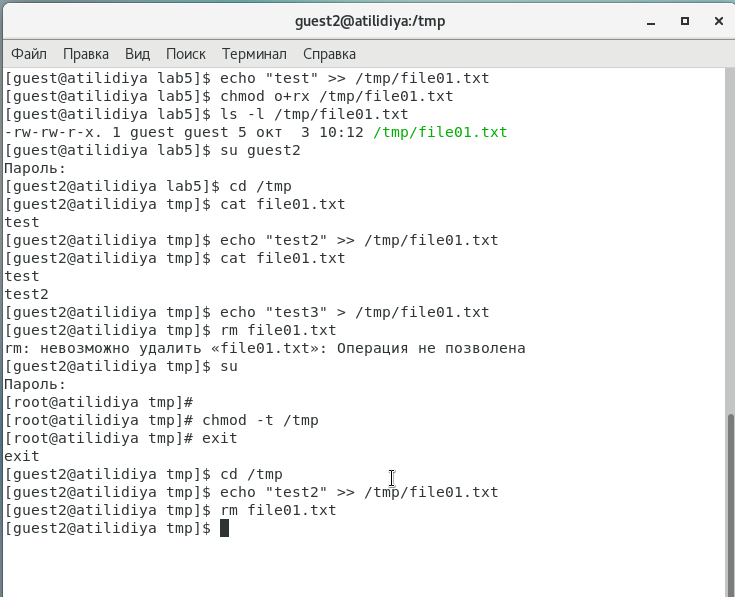 guest2@atilidiya:/tmp
Файл Правка Вид Поиск Терминал Справка
[guest@atilidiya lab5]$ echo "test" >> /tmp/file01.txt
[guest@atilidiya lab5]$ chmod o+rx /tmp/file01.txt
[guest@atilidiya lab5]$ ls -l /tmp/file01.txt
-rw-rw-r-x. 1 guest guest 5 окт  3 10:12 /tmp/file01.txt
[guest@atilidiya lab5]$ su guest2
Пароль:
[guest2@atilidiya lab5]$ cd /tmp
[guest2@atilidiya tmp]$ cat file01.txt
test
[guest2@atilidiya tmp]$ echo "test2" >> /tmp/file01.txt
[guest2@atilidiya tmp]$ cat file01.txt
test
test2
[guest2@atilidiya tmp]$ echo "test3" > /tmp/file01.txt
[guest2@atilidiya tmp]$ rm file01.txt
rm: невозможно удалить «file01.txt»: Операция не позволена
[guest2@atilidiya tmp]$ su
Пароль:
[root@atilidiya tmp]#
[root@atilidiya tmp]# chmod -t /tmp
[root@atilidiya tmp]# exit
exit
[guest2@atilidiya tmp]$ cd /tmp
[guest2@atilidiya tmp]$ echo "test2" >> /tmp/file01.txt
[guest2@atilidiya tmp]$ rm file01.txt
[guest2@atilidiya tmp]$